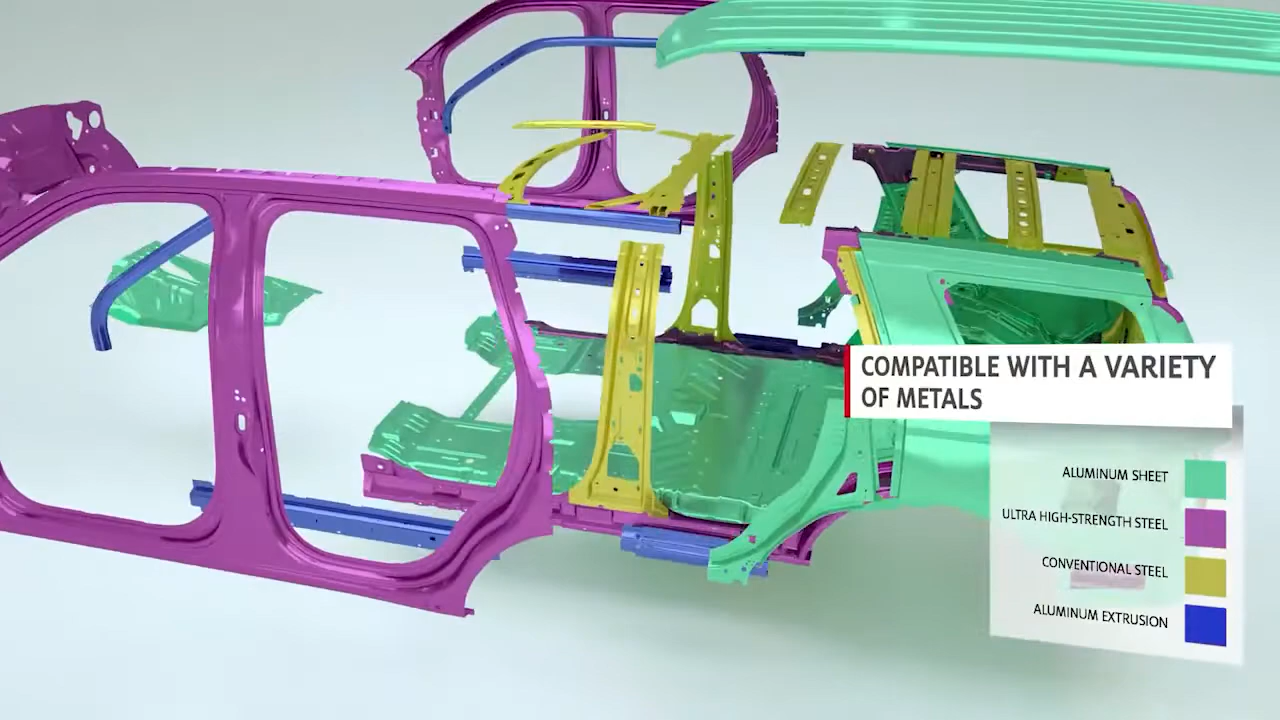 COMPATIBLE WITH A VARIETY
OF METALS
ALUMINUM SHEET
ULTRA HIGH-STRENGTH STEEL
CONVENTIONAL STEEL
ALUMINUM EXTRUSION